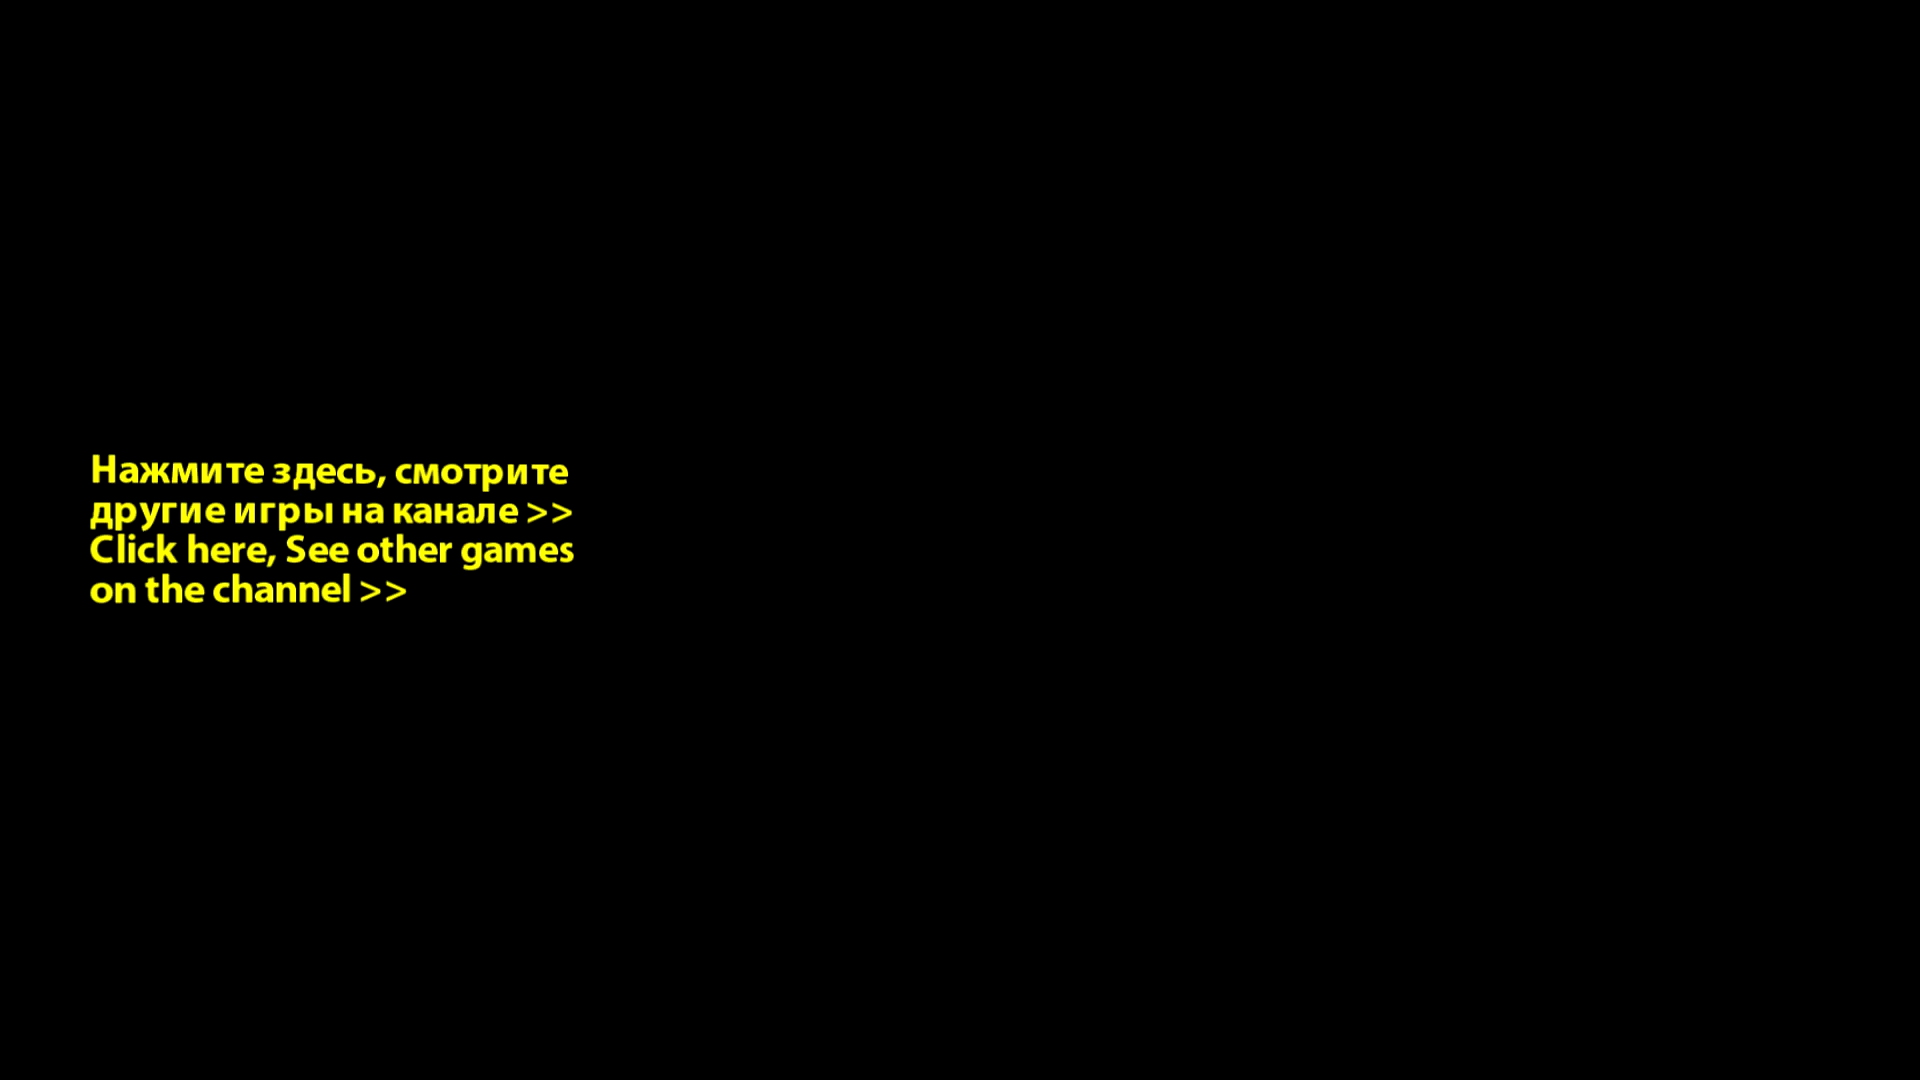 Нажмите здесь, смотрите
другие игры на канале >>
Click here, See other games
on the channel >>